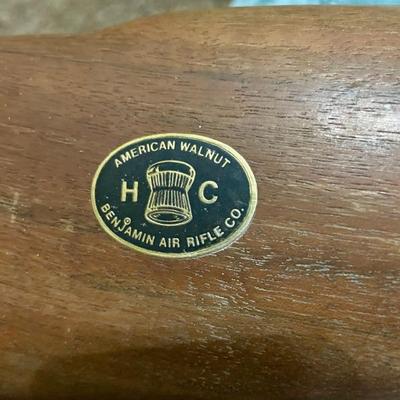 AMERICAN WALNUT
H C
BENJAMIN AIR RIFLE CO.
®